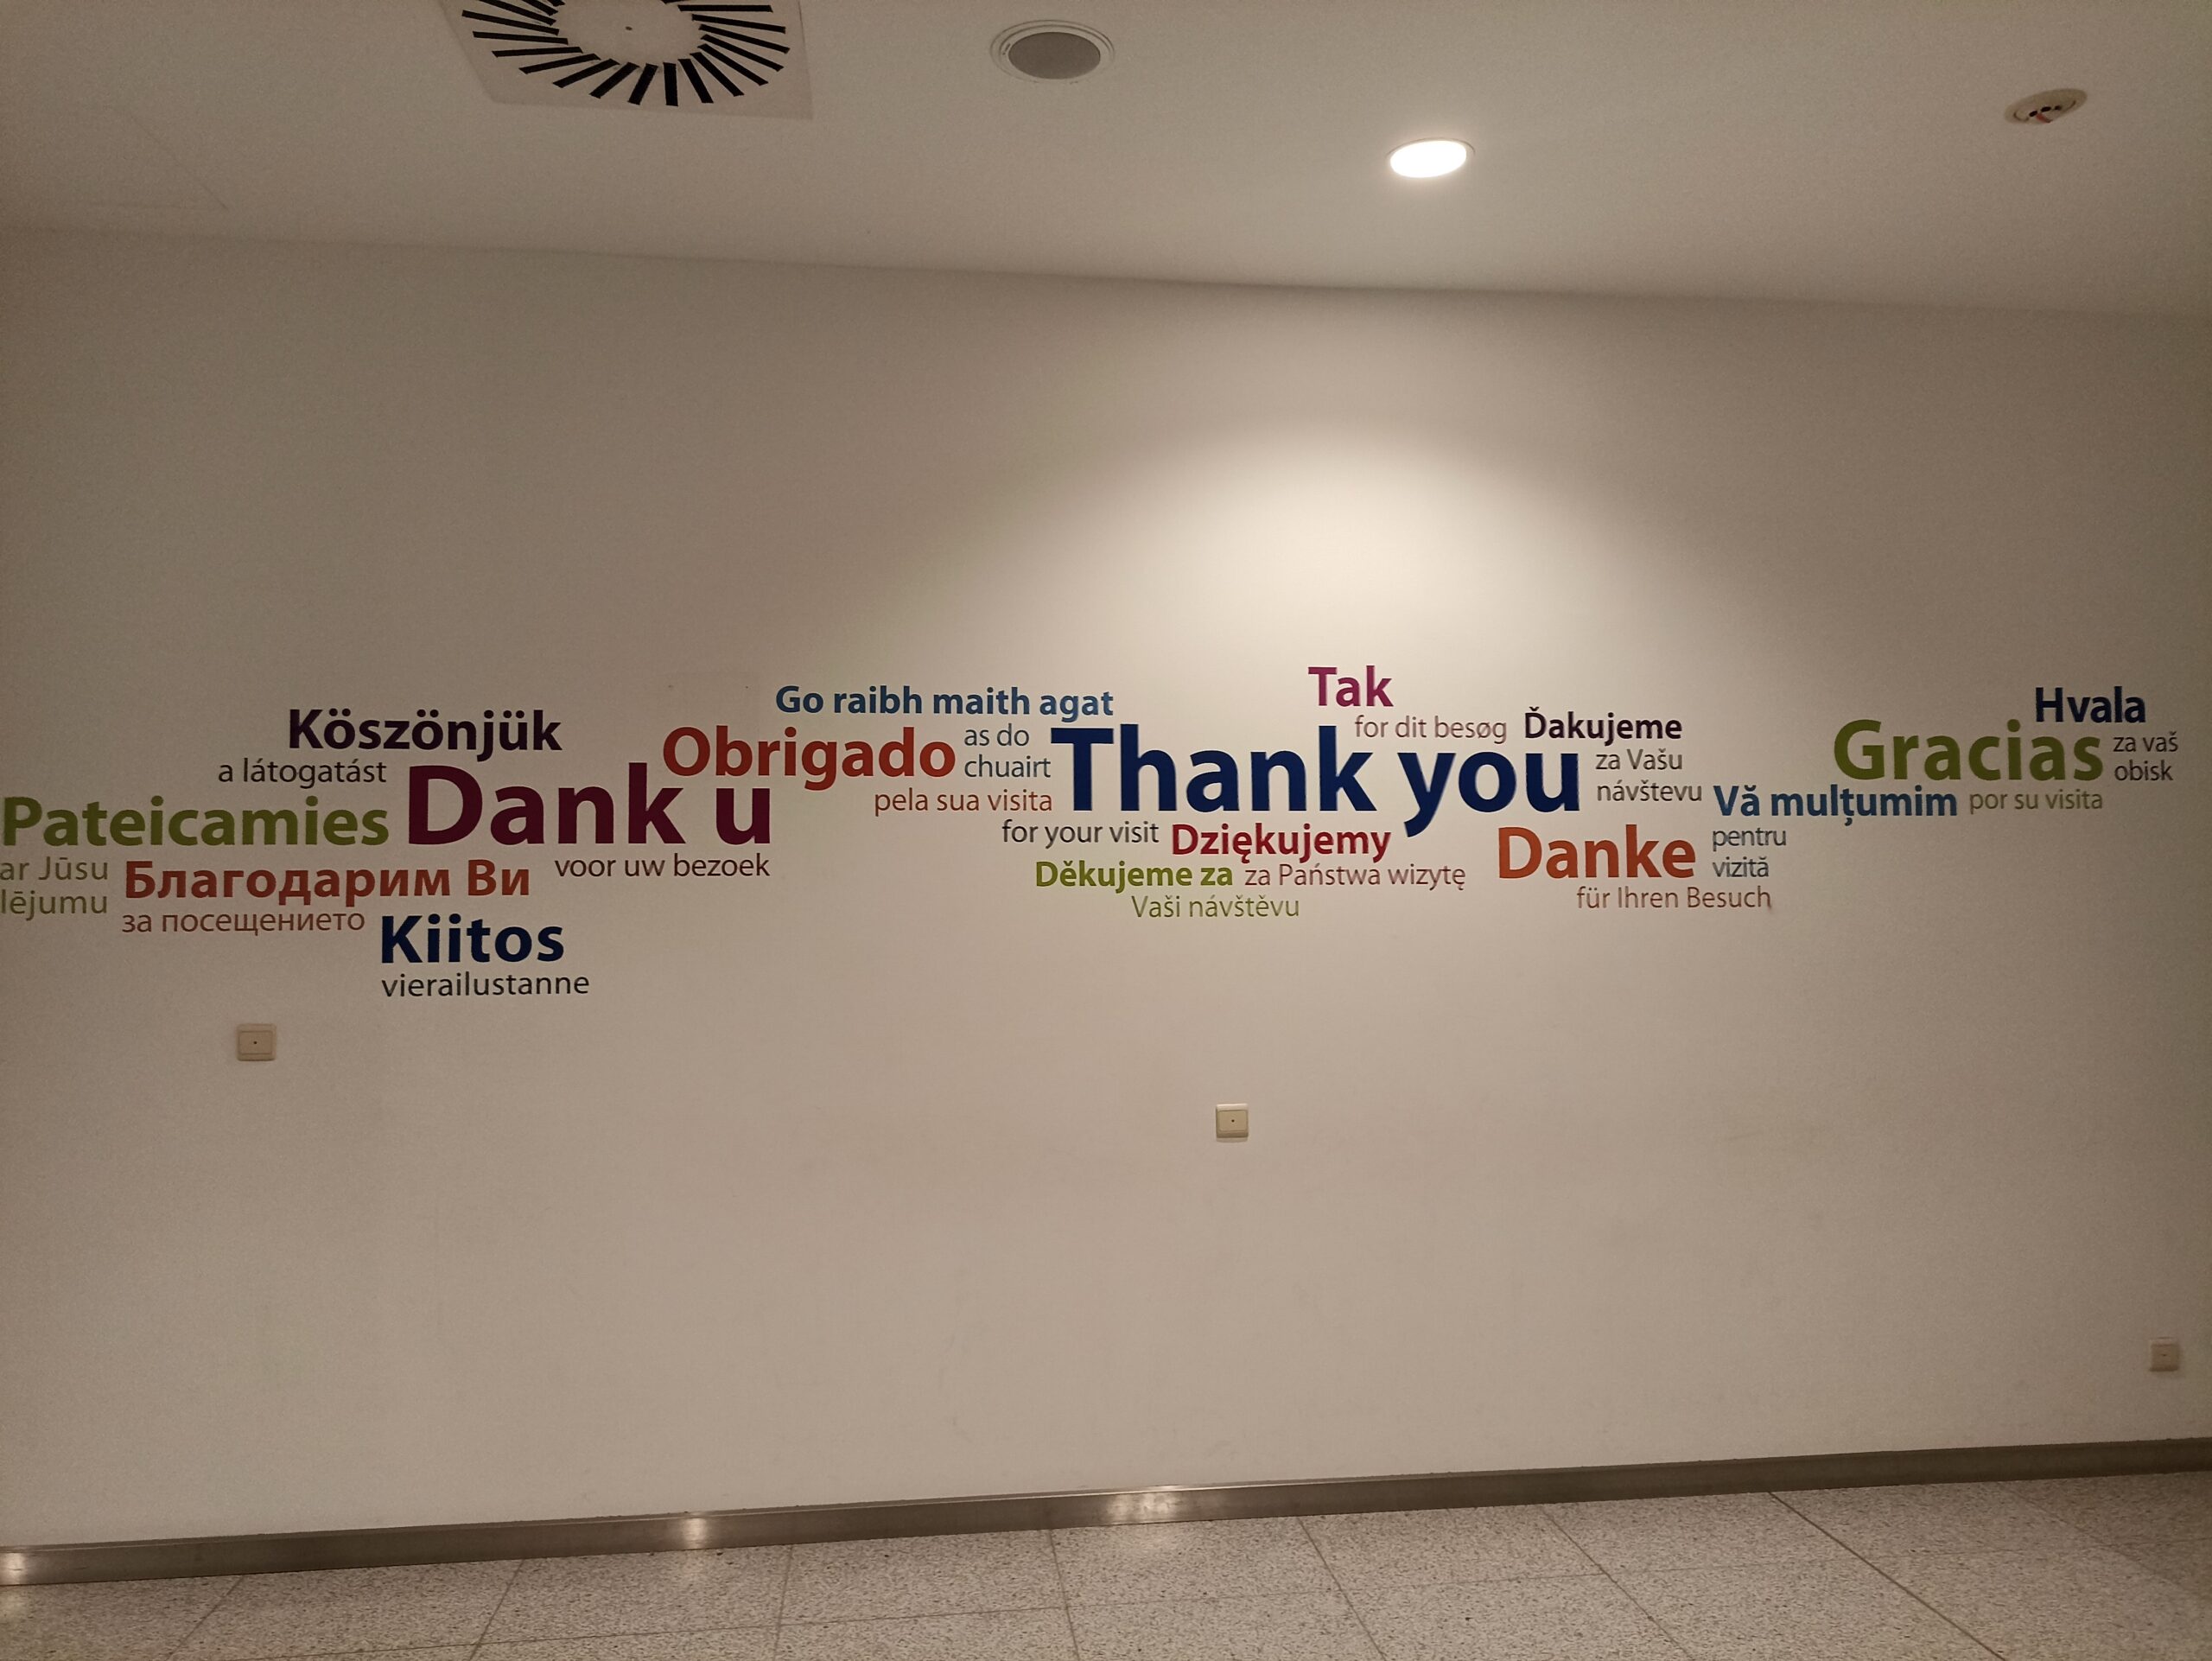 Köszönjük
a látogatást
Pateicamies
ar Jūsu
lējumu
Благодарим Ви
за посещението
Dank u
voor uw bezoek
Kiitos
vierailustanne
Go raibh maith agat
as do
chuairt
Obrigado
pela sua visita
Thank you
for your visit
Tak
for dit besøg
Dziękujemy
za Państwa wizytę
Děkujeme za
Vaši návštěvu
Ďakujeme
za Vašu
návštevu
Danke
für Ihren Besuch
Vă mulțumim
pentru
vizită
Gracias
por su visita
Hvala
za vaš
obisk